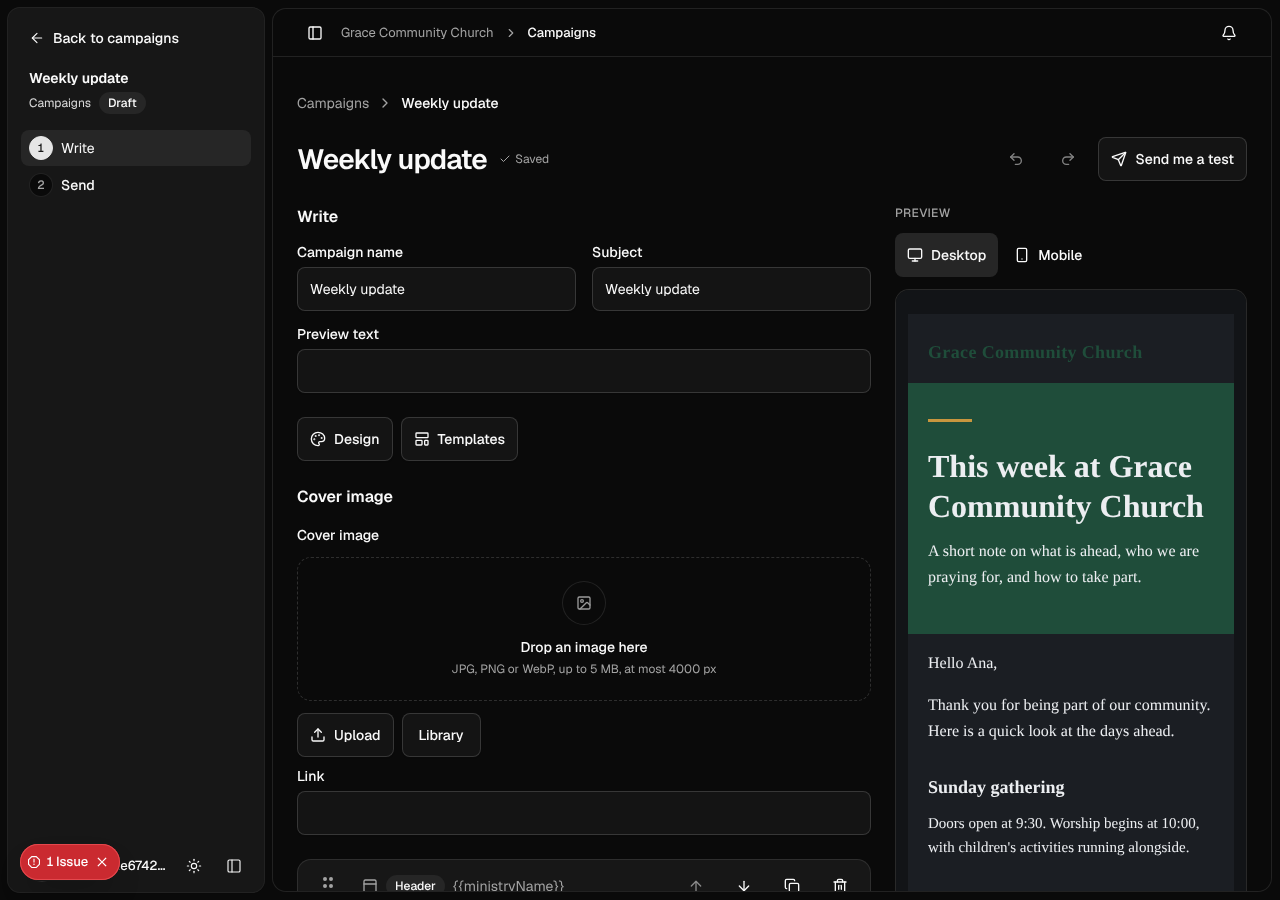 Back to campaigns
Weekly update
Campaigns Draft
1 Write
2 Send
1 Issue
e6742…
Grace Community Church Campaigns
Campaigns Weekly update
Weekly update Saved
Send me a test
Write
Campaign name
Weekly update
Subject
Weekly update
Preview text
Design
Templates
Cover image
Cover image
Drop an image here
JPG, PNG or WebP, up to 5 MB, at most 4000 px
Upload
Library
Link
Header {{ministryName}}
PREVIEW
Desktop
Mobile
Grace Community Church
This week at Grace
Community Church
A short note on what is ahead, who we are
praying for, and how to take part.
Hello Ana,
Thank you for being part of our community.
Here is a quick look at the days ahead.
Sunday gathering
Doors open at 9:30. Worship begins at 10:00,
with children's activities running alongside.